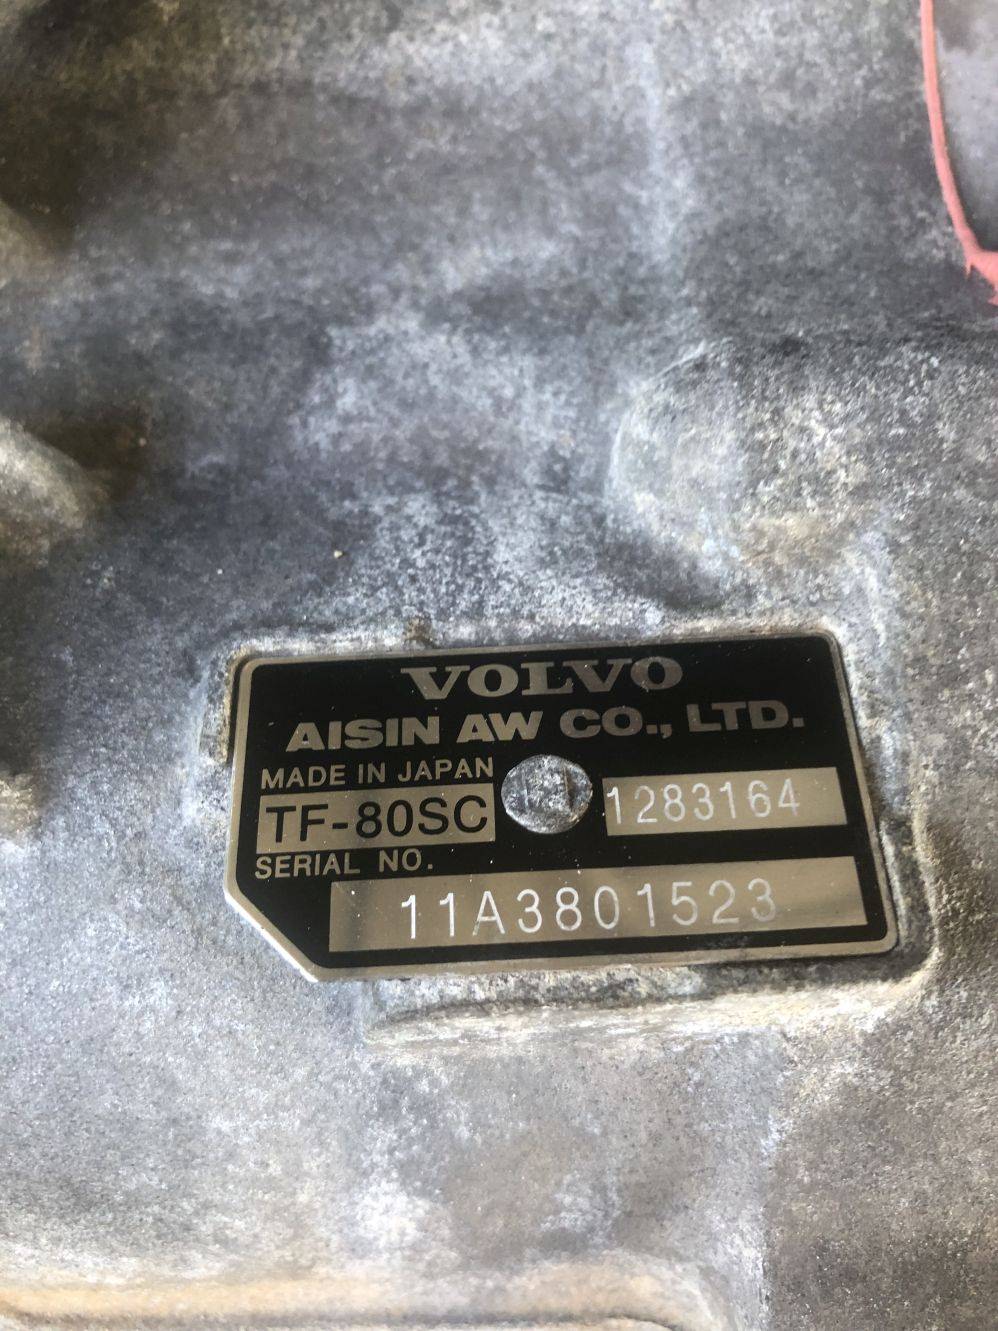 VOLVO
AISIN AW CO., LTD.
MADE IN JAPAN
TF-80SC 1283164
SERIAL NO.
11A3801523